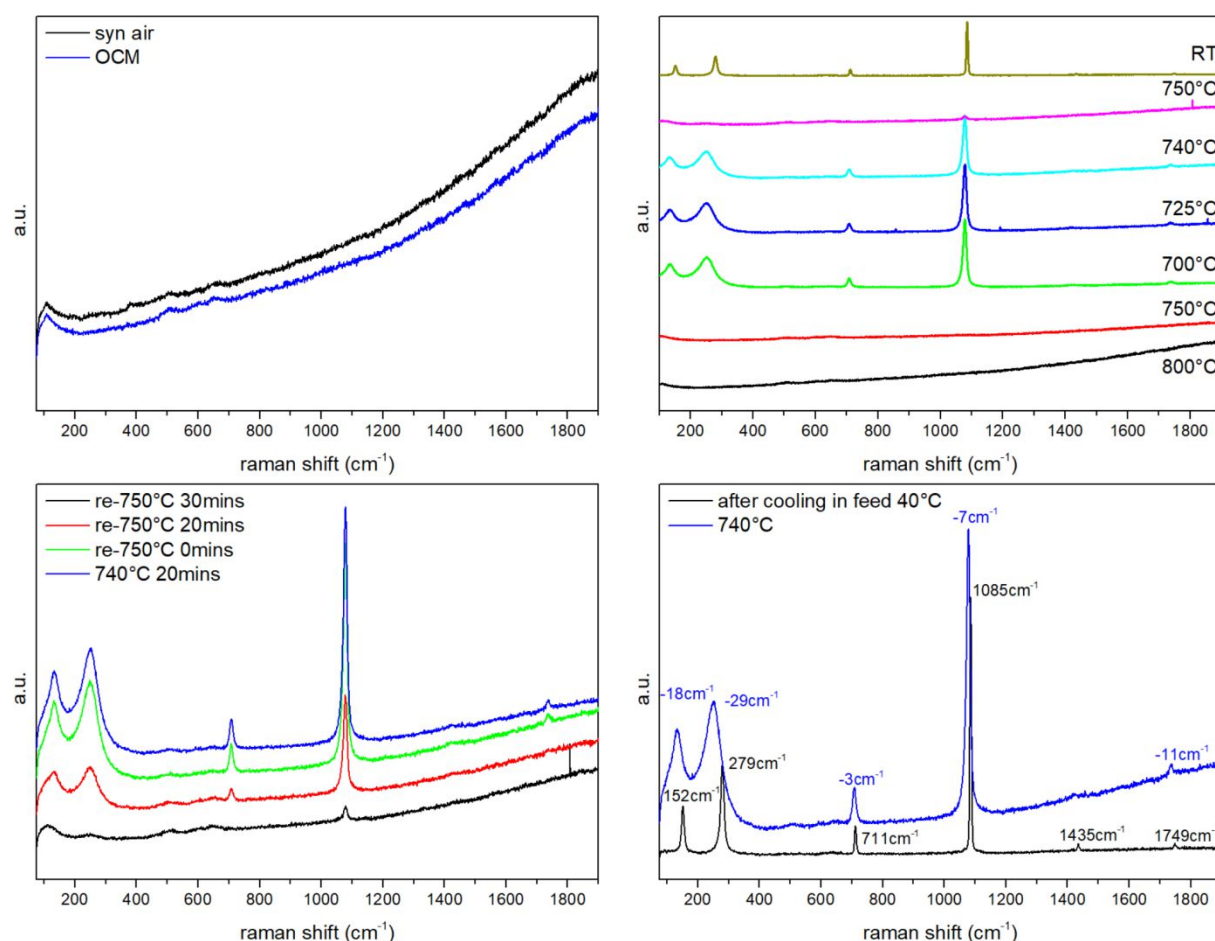 syn air
OCM
a.u.
200 400 600 800 1000 1200 1400 1600 1800
raman shift (cm⁻¹)
RT
750°C
740°C
725°C
700°C
750°C
800°C
a.u.
200 400 600 800 1000 1200 1400 1600 1800
raman shift (cm⁻¹)
re-750°C 30mins
re-750°C 20mins
re-750°C 0mins
740°C 20mins
a.u.
200 400 600 800 1000 1200 1400 1600 1800
raman shift (cm⁻¹)
after cooling in feed 40°C
740°C
-7cm⁻¹
1085cm⁻¹
-18cm⁻¹
-29cm⁻¹
279cm⁻¹
152cm⁻¹
-3cm⁻¹
711cm⁻¹
-11cm⁻¹
1435cm⁻¹
1749cm⁻¹
a.u.
200 400 600 800 1000 1200 1400 1600 1800
raman shift (cm⁻¹)